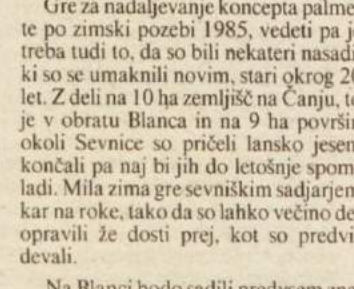 Gre za nadaljevanje koncepta palme-
te po zimski pozebi 1985, vedeti pa j
treba tudi to, da so bili nekateri nasadi
ki so se umaknili novim, stari okrog 20
let. Z deli na 10 ha zemljišč na Čanju, t
je v obratu Blanca in na 9 ha površin
okoli Sevnice so pričeli lansko jesen
končali pa naj bi jih do letošnje spom
ladi. Mila zima gre sevniškim sadjarjem
kar na roke, tako da so lahko večino de
opravili že dosti prej, kot so predvi
devali.
Na Blanci bodo sadili predvsem